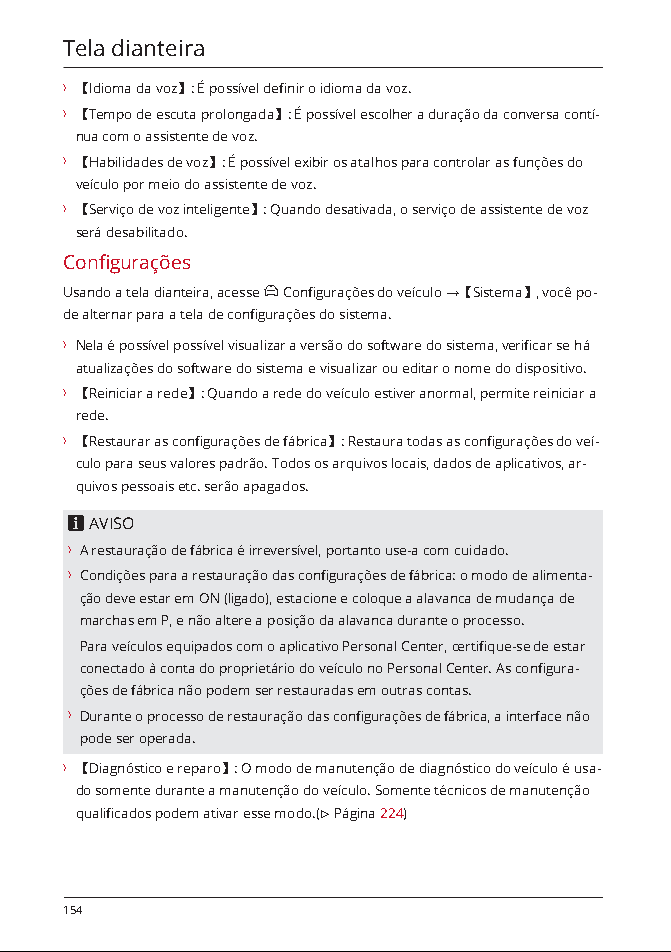 Tela dianteira
› 【Idioma da voz】: É possível definir o idioma da voz.
› 【Tempo de escuta prolongada】: É possível escolher a duração da conversa contí-
nua com o assistente de voz.
› 【Habilidades de voz】: É possível exibir os atalhos para controlar as funções do
veículo por meio do assistente de voz.
› 【Serviço de voz inteligente】: Quando desativada, o serviço de assistente de voz
será desabilitado.
Configurações
Usando a tela dianteira, acesse Configurações do veículo →【Sistema】, você po-
de alternar para a tela de configurações do sistema.
› Nela é possível possível visualizar a versão do software do sistema, verificar se há
atualizações do software do sistema e visualizar ou editar o nome do dispositivo.
› 【Reiniciar a rede】: Quando a rede do veículo estiver anormal, permite reiniciar a
rede.
› 【Restaurar as configurações de fábrica】: Restaura todas as configurações do veí-
culo para seus valores padrão. Todos os arquivos locais, dados de aplicativos, ar-
quivos pessoais etc. serão apagados.
i AVISO
› A restauração de fábrica é irreversível, portanto use-a com cuidado.
› Condições para a restauração das configurações de fábrica: o modo de alimenta-
ção deve estar em ON (ligado), estacione e coloque a alavanca de mudança de
marchas em P, e não altere a posição da alavanca durante o processo.
Para veículos equipados com o aplicativo Personal Center, certifique-se de estar
conectado à conta do proprietário do veículo no Personal Center. As configura-
ções de fábrica não podem ser restauradas em outras contas.
› Durante o processo de restauração das configurações de fábrica, a interface não
pode ser operada.
› 【Diagnóstico e reparo】: O modo de manutenção de diagnóstico do veículo é usa-
do somente durante a manutenção do veículo. Somente técnicos de manutenção
qualificados podem ativar esse modo.(▷ Página 224)
154